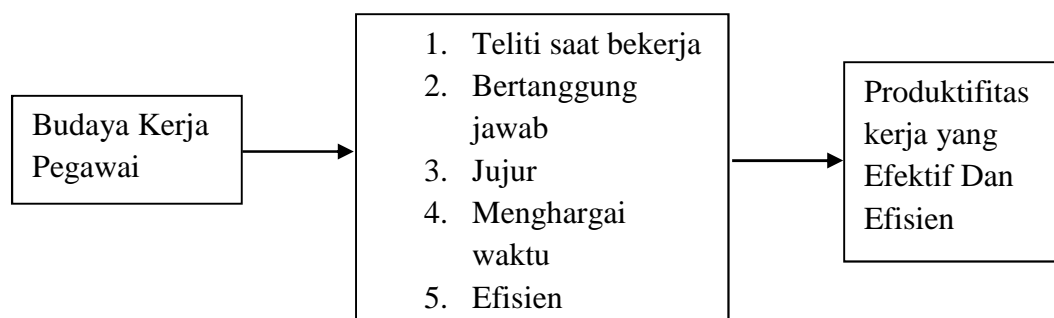 Budaya Kerja
Pegawai
1. Teliti saat bekerja
2. Bertanggung
jawab
3. Jujur
4. Menghargai
waktu
5. Efisien
Produktifitas
kerja yang
Efektif Dan
Efisien